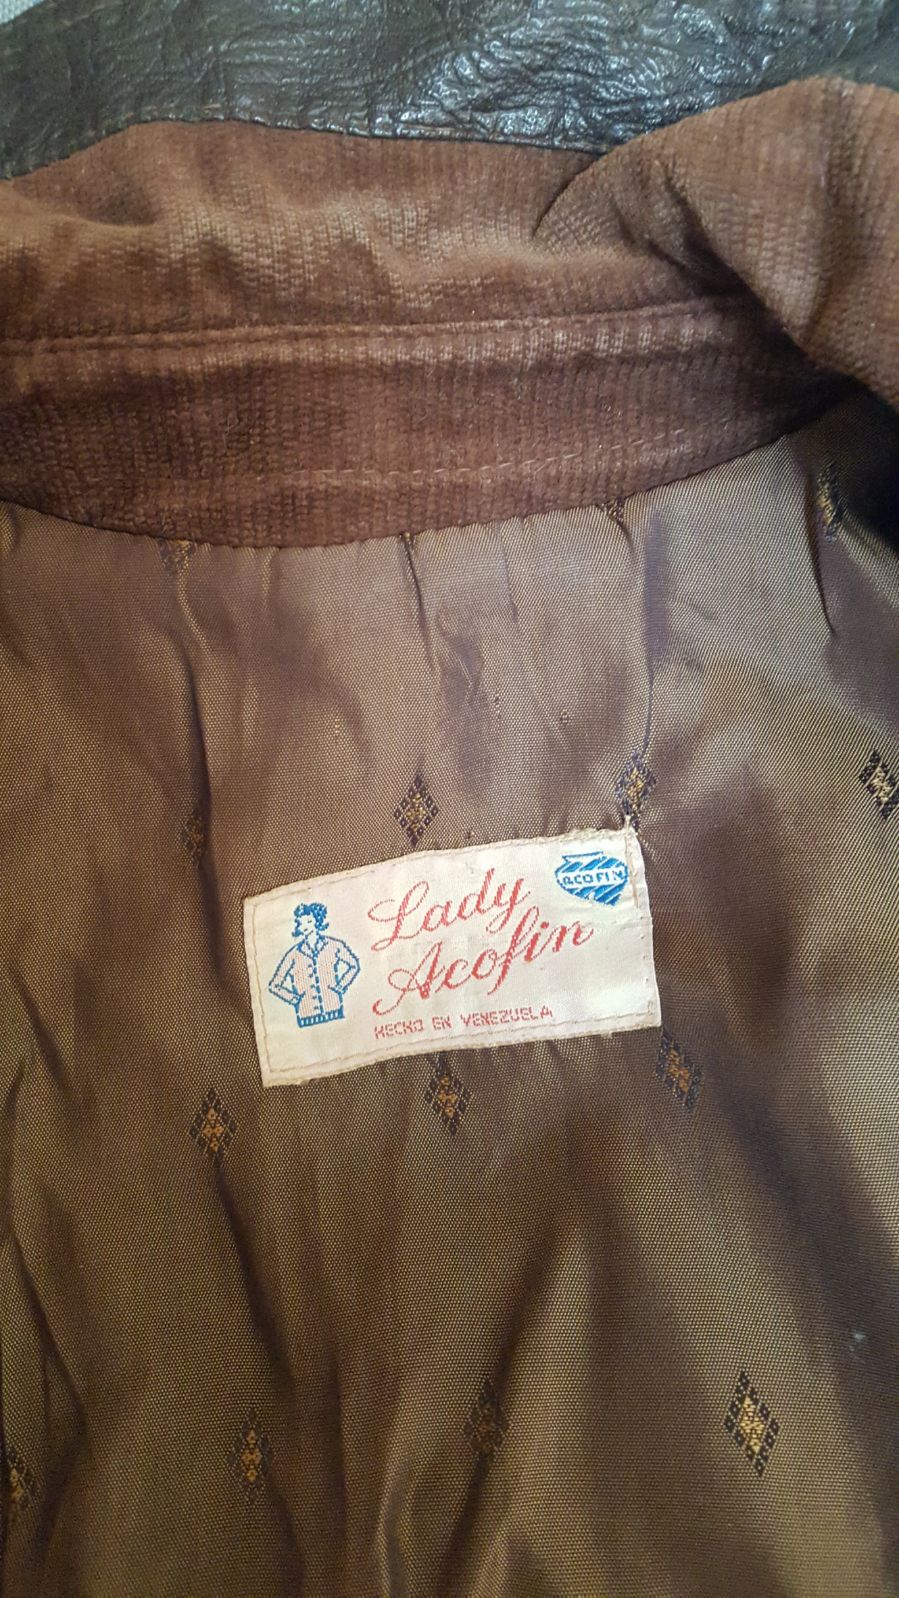 ACOFIN
Lady
Acofin
HECHO EN VENEZUELA